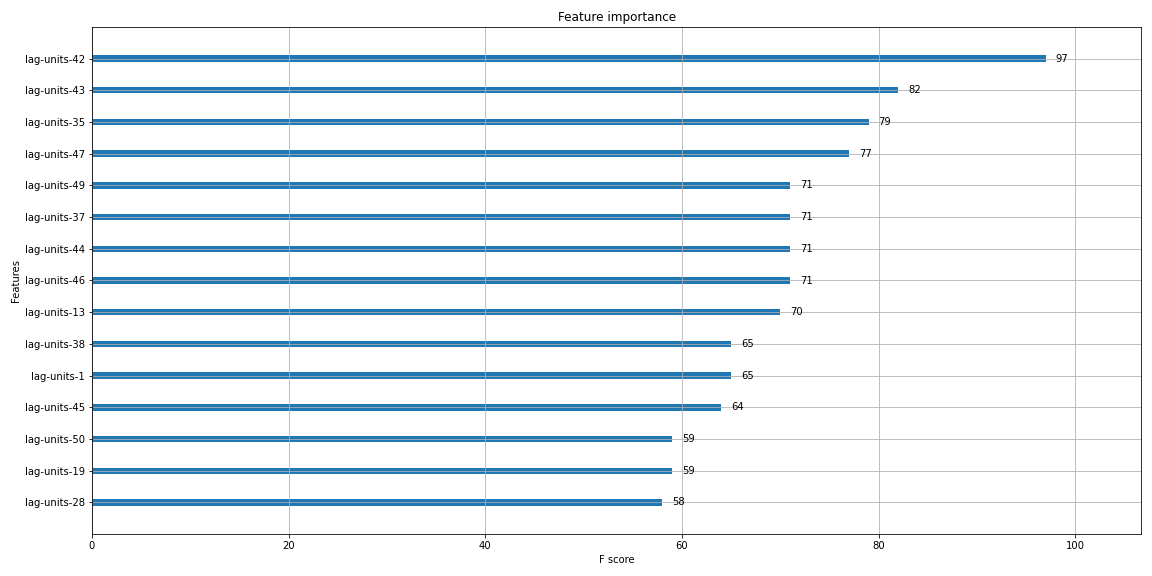 Feature importance
lag-units-42 97
lag-units-43 82
lag-units-35 79
lag-units-47 77
lag-units-49 71
lag-units-37 71
lag-units-44 71
lag-units-46 71
lag-units-13 70
lag-units-38 65
lag-units-1 65
lag-units-45 64
lag-units-50 59
lag-units-19 59
lag-units-28 58
Features
0 20 40 60 80 100
F score